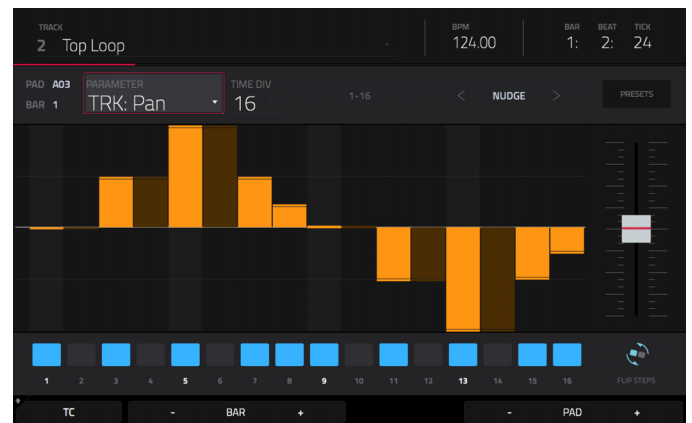 TRACK
2 Top Loop
BPM
124.00
BAR BEAT TICK
1: 2: 24
PAD A03
BAR 1
PARAMETER
TRK: Pan
TIME DIV
16
1-16
< NUDGE >
PRESETS
1 2 3 4 5 6 7 8 9 10 11 12 13 14 15 16
FLIP STEPS
TC - BAR + - PAD +